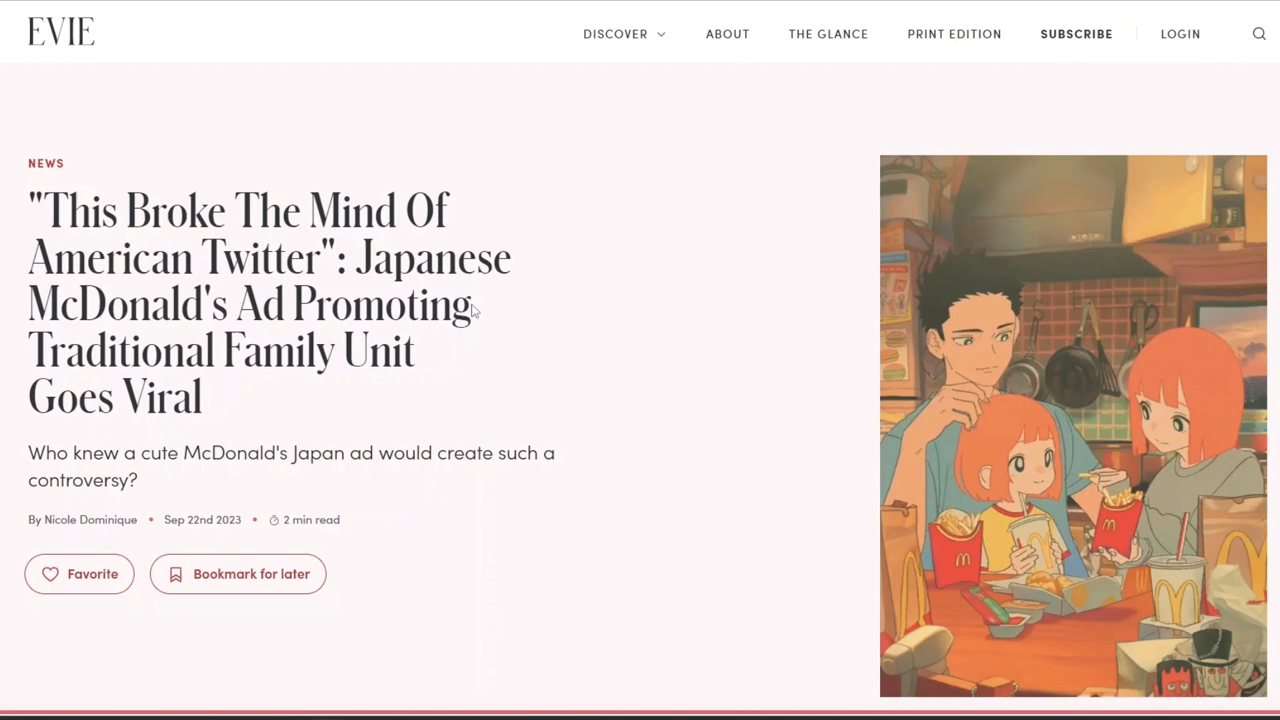 EVIE
DISCOVER
ABOUT
THE GLANCE
PRINT EDITION
SUBSCRIBE
LOGIN
NEWS
"This Broke The Mind Of
American Twitter": Japanese
McDonald's Ad Promoting
Traditional Family Unit
Goes Viral
Who knew a cute McDonald's Japan ad would create such a
controversy?
By Nicole Dominique • Sep 22nd 2023 • 2 min read
Favorite
Bookmark for later